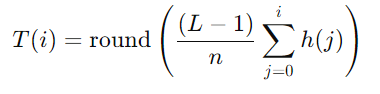 T(i) = round ( (L − 1) / n ∑_{j=0}^{i} h(j) )